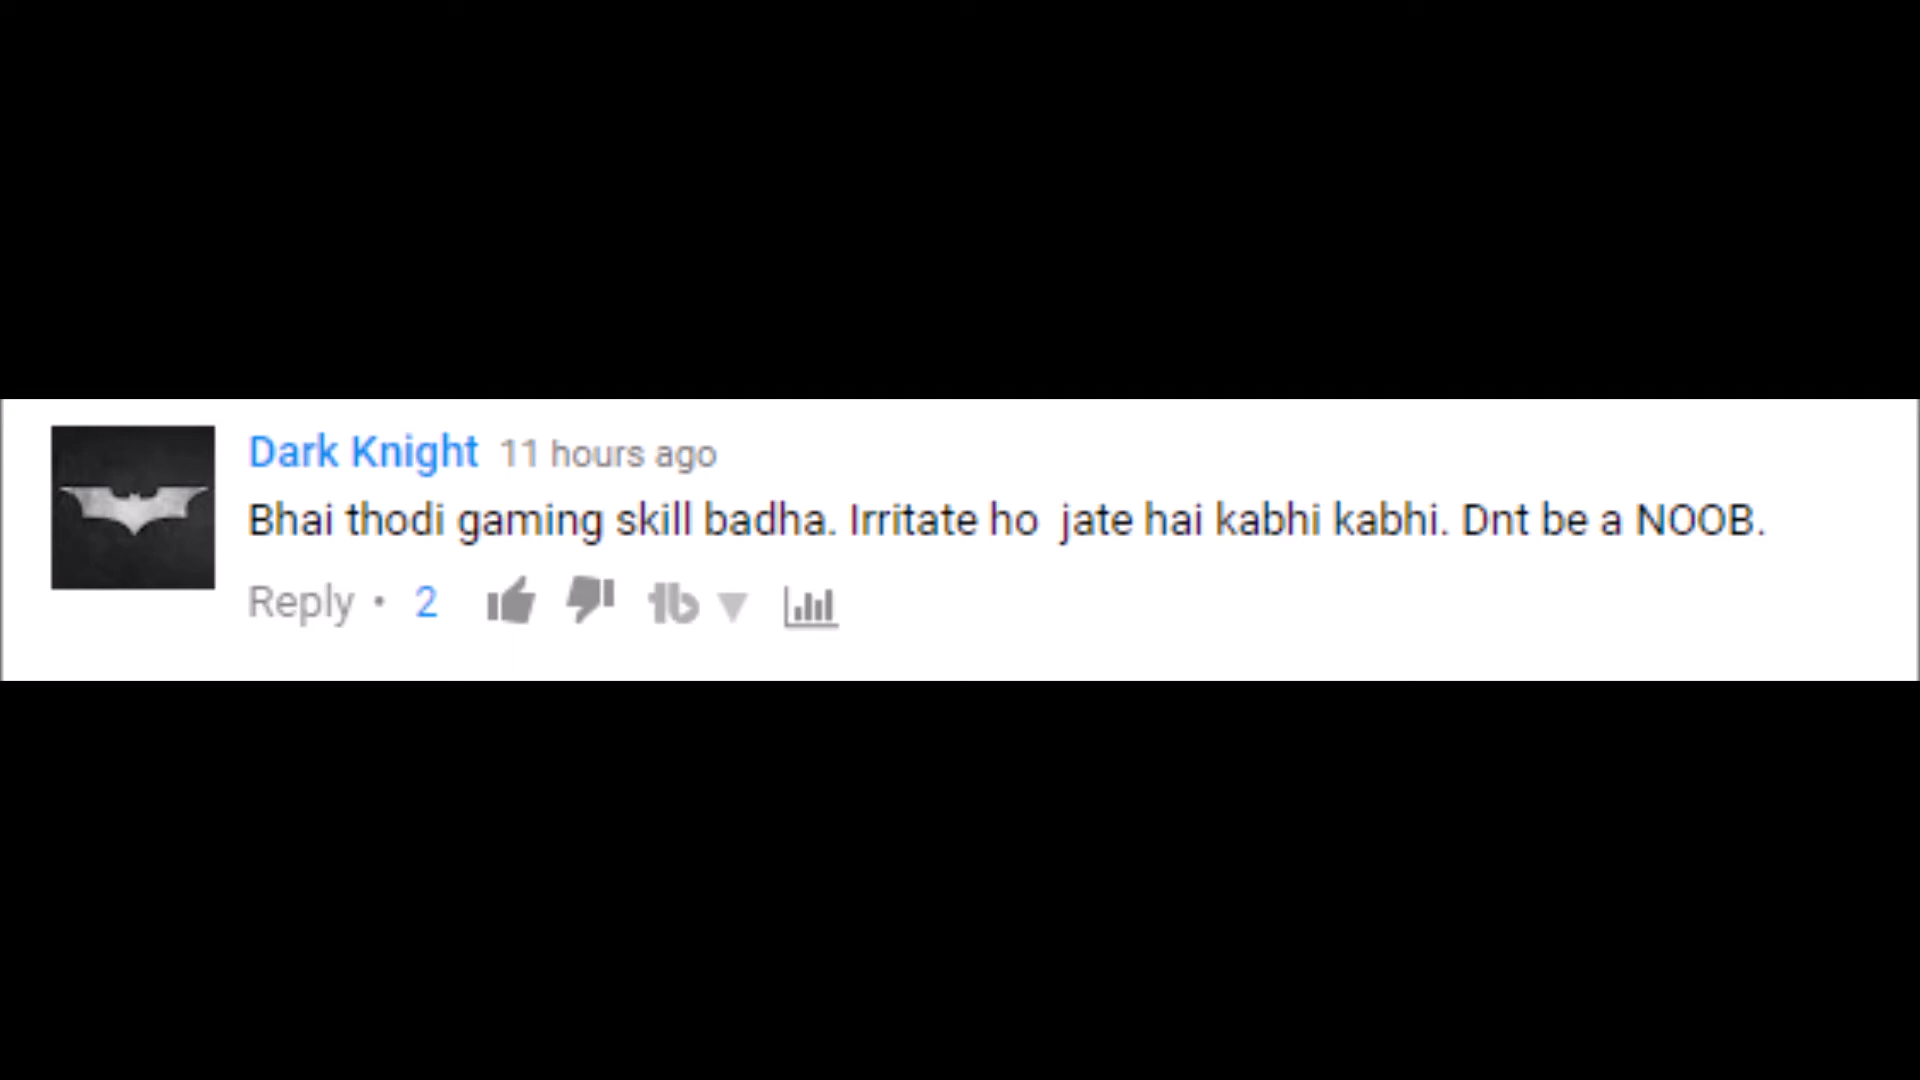 Dark Knight 11 hours ago
Bhai thodi gaming skill badha. Irritate ho jate hai kabhi kabhi. Dnt be a NOOB.
Reply • 2